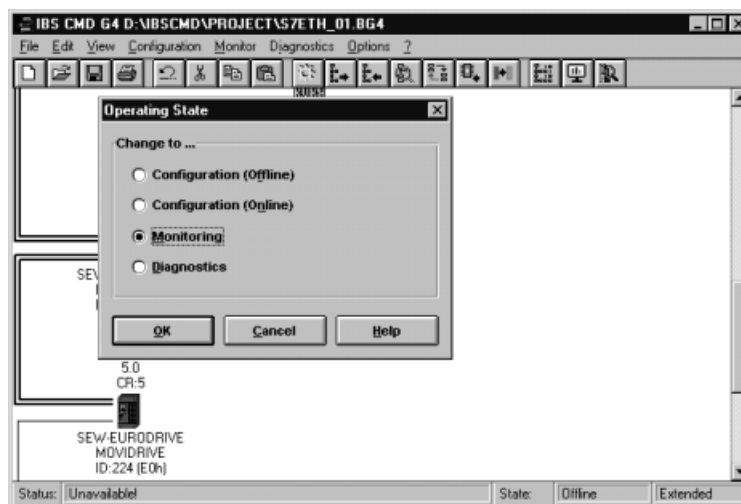 IBS CMD G4 D:\IBSCMD\PROJECT\S7ETH_01.BG4
File Edit View Configuration Monitor Diagnostics Options ?
Operating State
Change to ...
Configuration (Offline)
Configuration (Online)
Monitoring
Diagnostics
OK Cancel Help
SEW
5.0
CR:5
SEW-EURODRIVE
MOVIDRIVE
ID:224 (E0h)
Status: Unavailable! State: Offline Extended